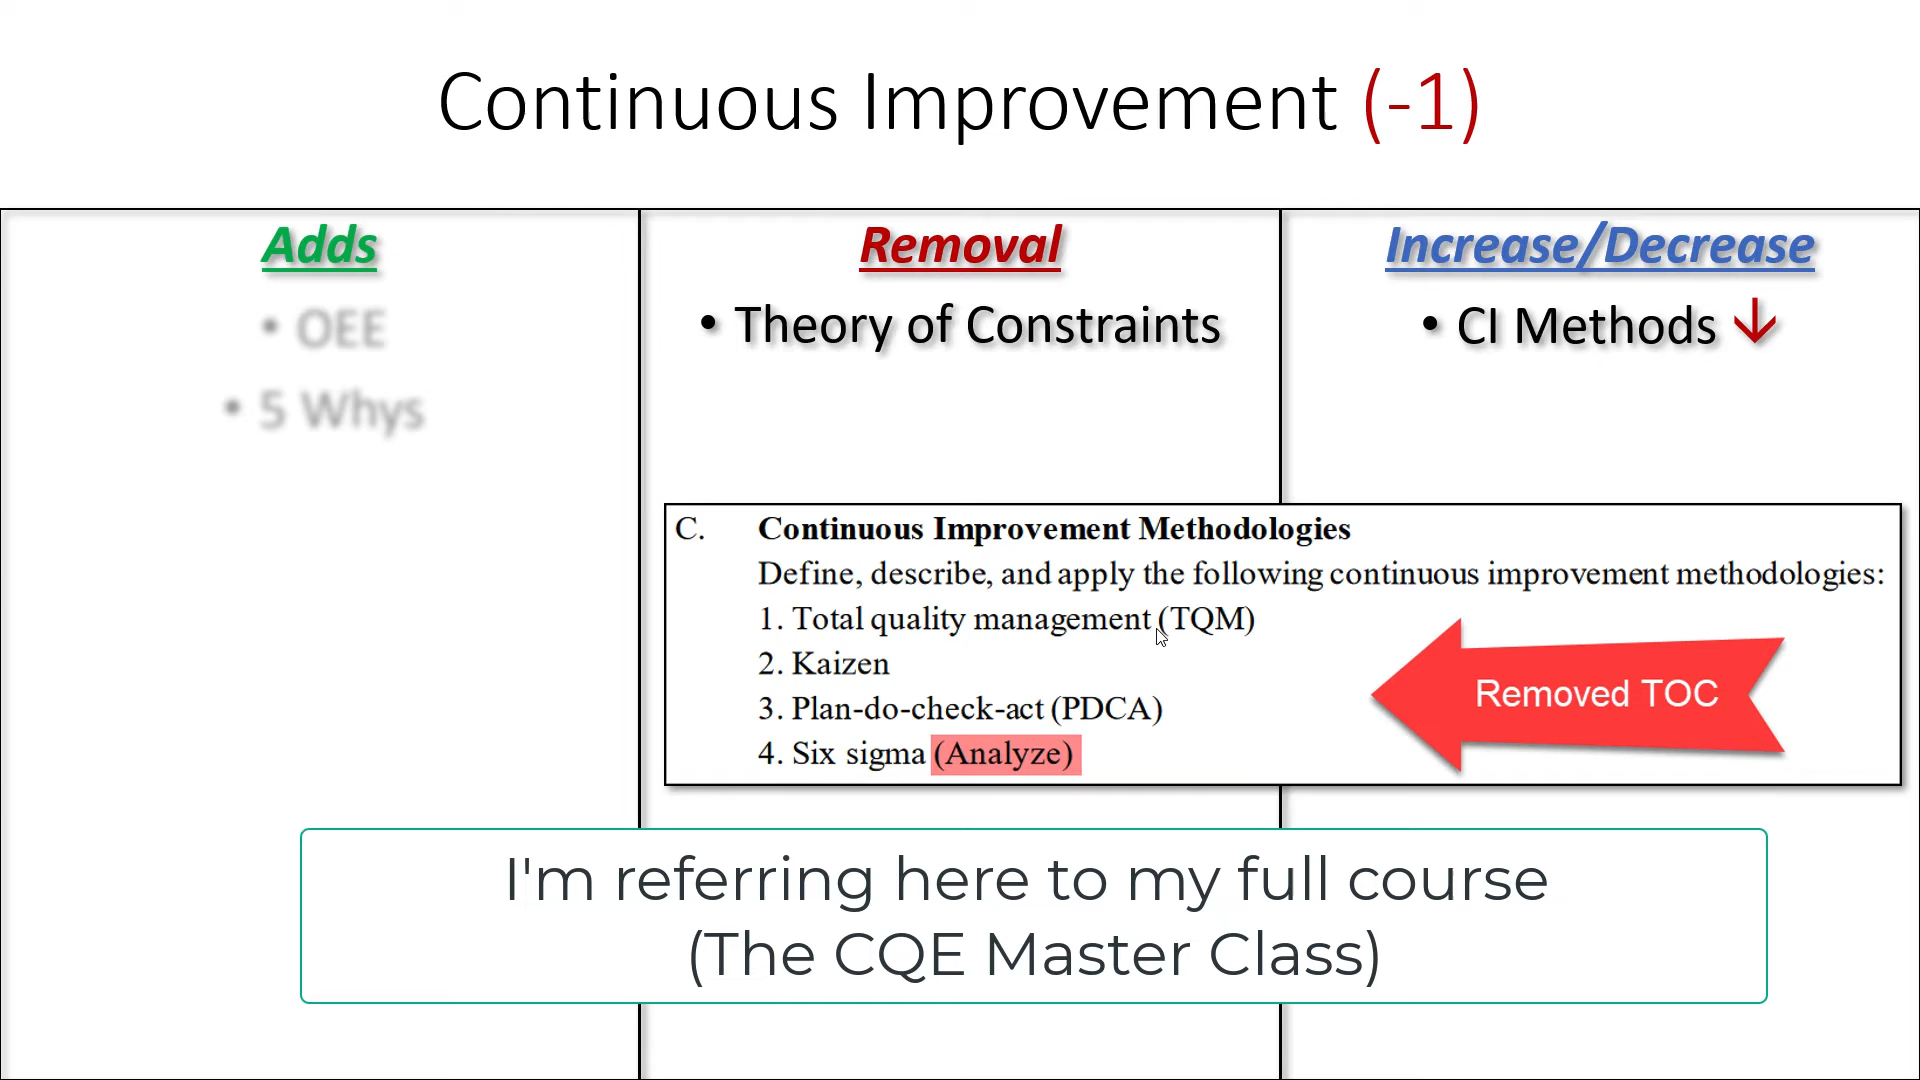 Continuous Improvement (-1)
Adds
• OEE
• 5 Whys
Removal
• Theory of Constraints
Increase/Decrease
• CI Methods ↓
C. Continuous Improvement Methodologies
Define, describe, and apply the following continuous improvement methodologies:
1. Total quality management (TQM)
2. Kaizen
3. Plan-do-check-act (PDCA)
4. Six sigma (Analyze)
Removed TOC
I'm referring here to my full course
(The CQE Master Class)